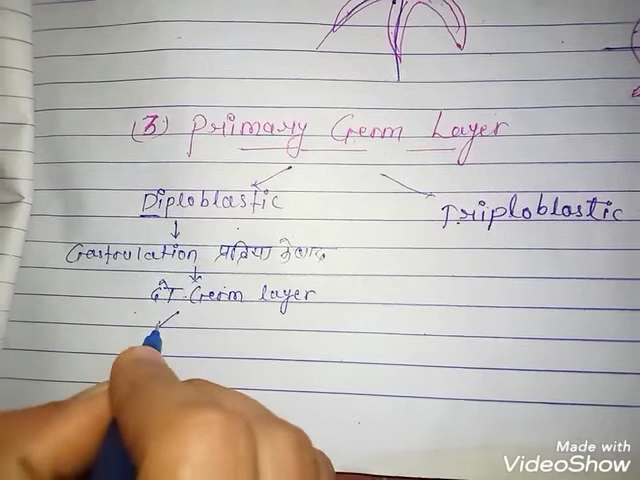 (3) Primary Germ Layer
Diploblastic
Triploblastic
Gastrulation प्रक्रिया के बाद
दो Germ layer
Made with
VideoShow